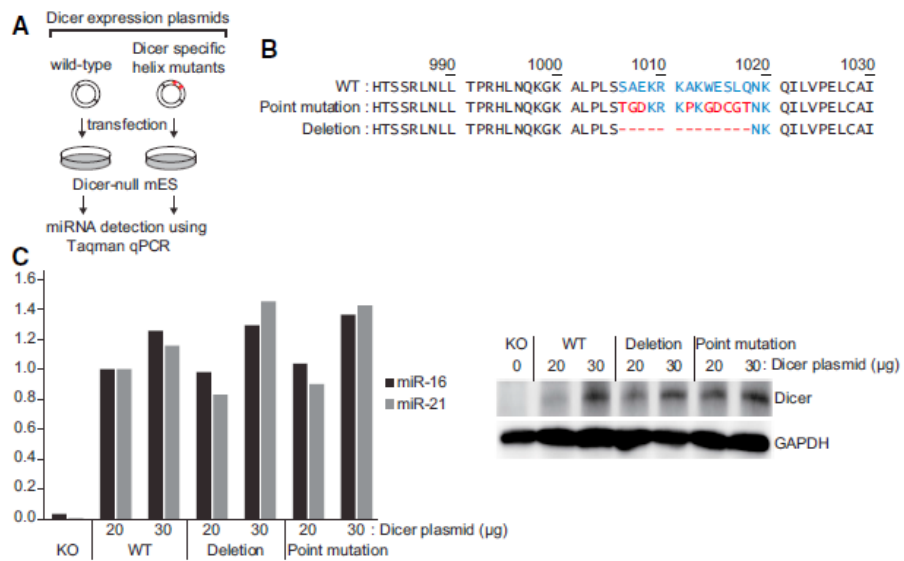 A
Dicer expression plasmids
wild-type
Dicer specific
helix mutants
transfection
Dicer-null mES
miRNA detection using
Taqman qPCR
B
990 1000 1010 1020 1030
WT : HTSSRLNLL TPRHLNQKGK ALPLSSAEKR KAKWESLQNK QILVPELCAI
Point mutation : HTSSRLNLL TPRHLNQKGK ALPLSTGDKR KPKGDCGTNK QILVPELCAI
Deletion : HTSSRLNLL TPRHLNQKGK ALPLS----- --------NK QILVPELCAI
C
1.6
1.4
1.2
1.0
0.8
0.6
0.4
0.2
0.0
20 30 20 30 20 30 : Dicer plasmid (µg)
KO WT Deletion Point mutation
miR-16
miR-21
KO WT Deletion Point mutation
0 20 30 20 30 20 30 : Dicer plasmid (µg)
Dicer
GAPDH